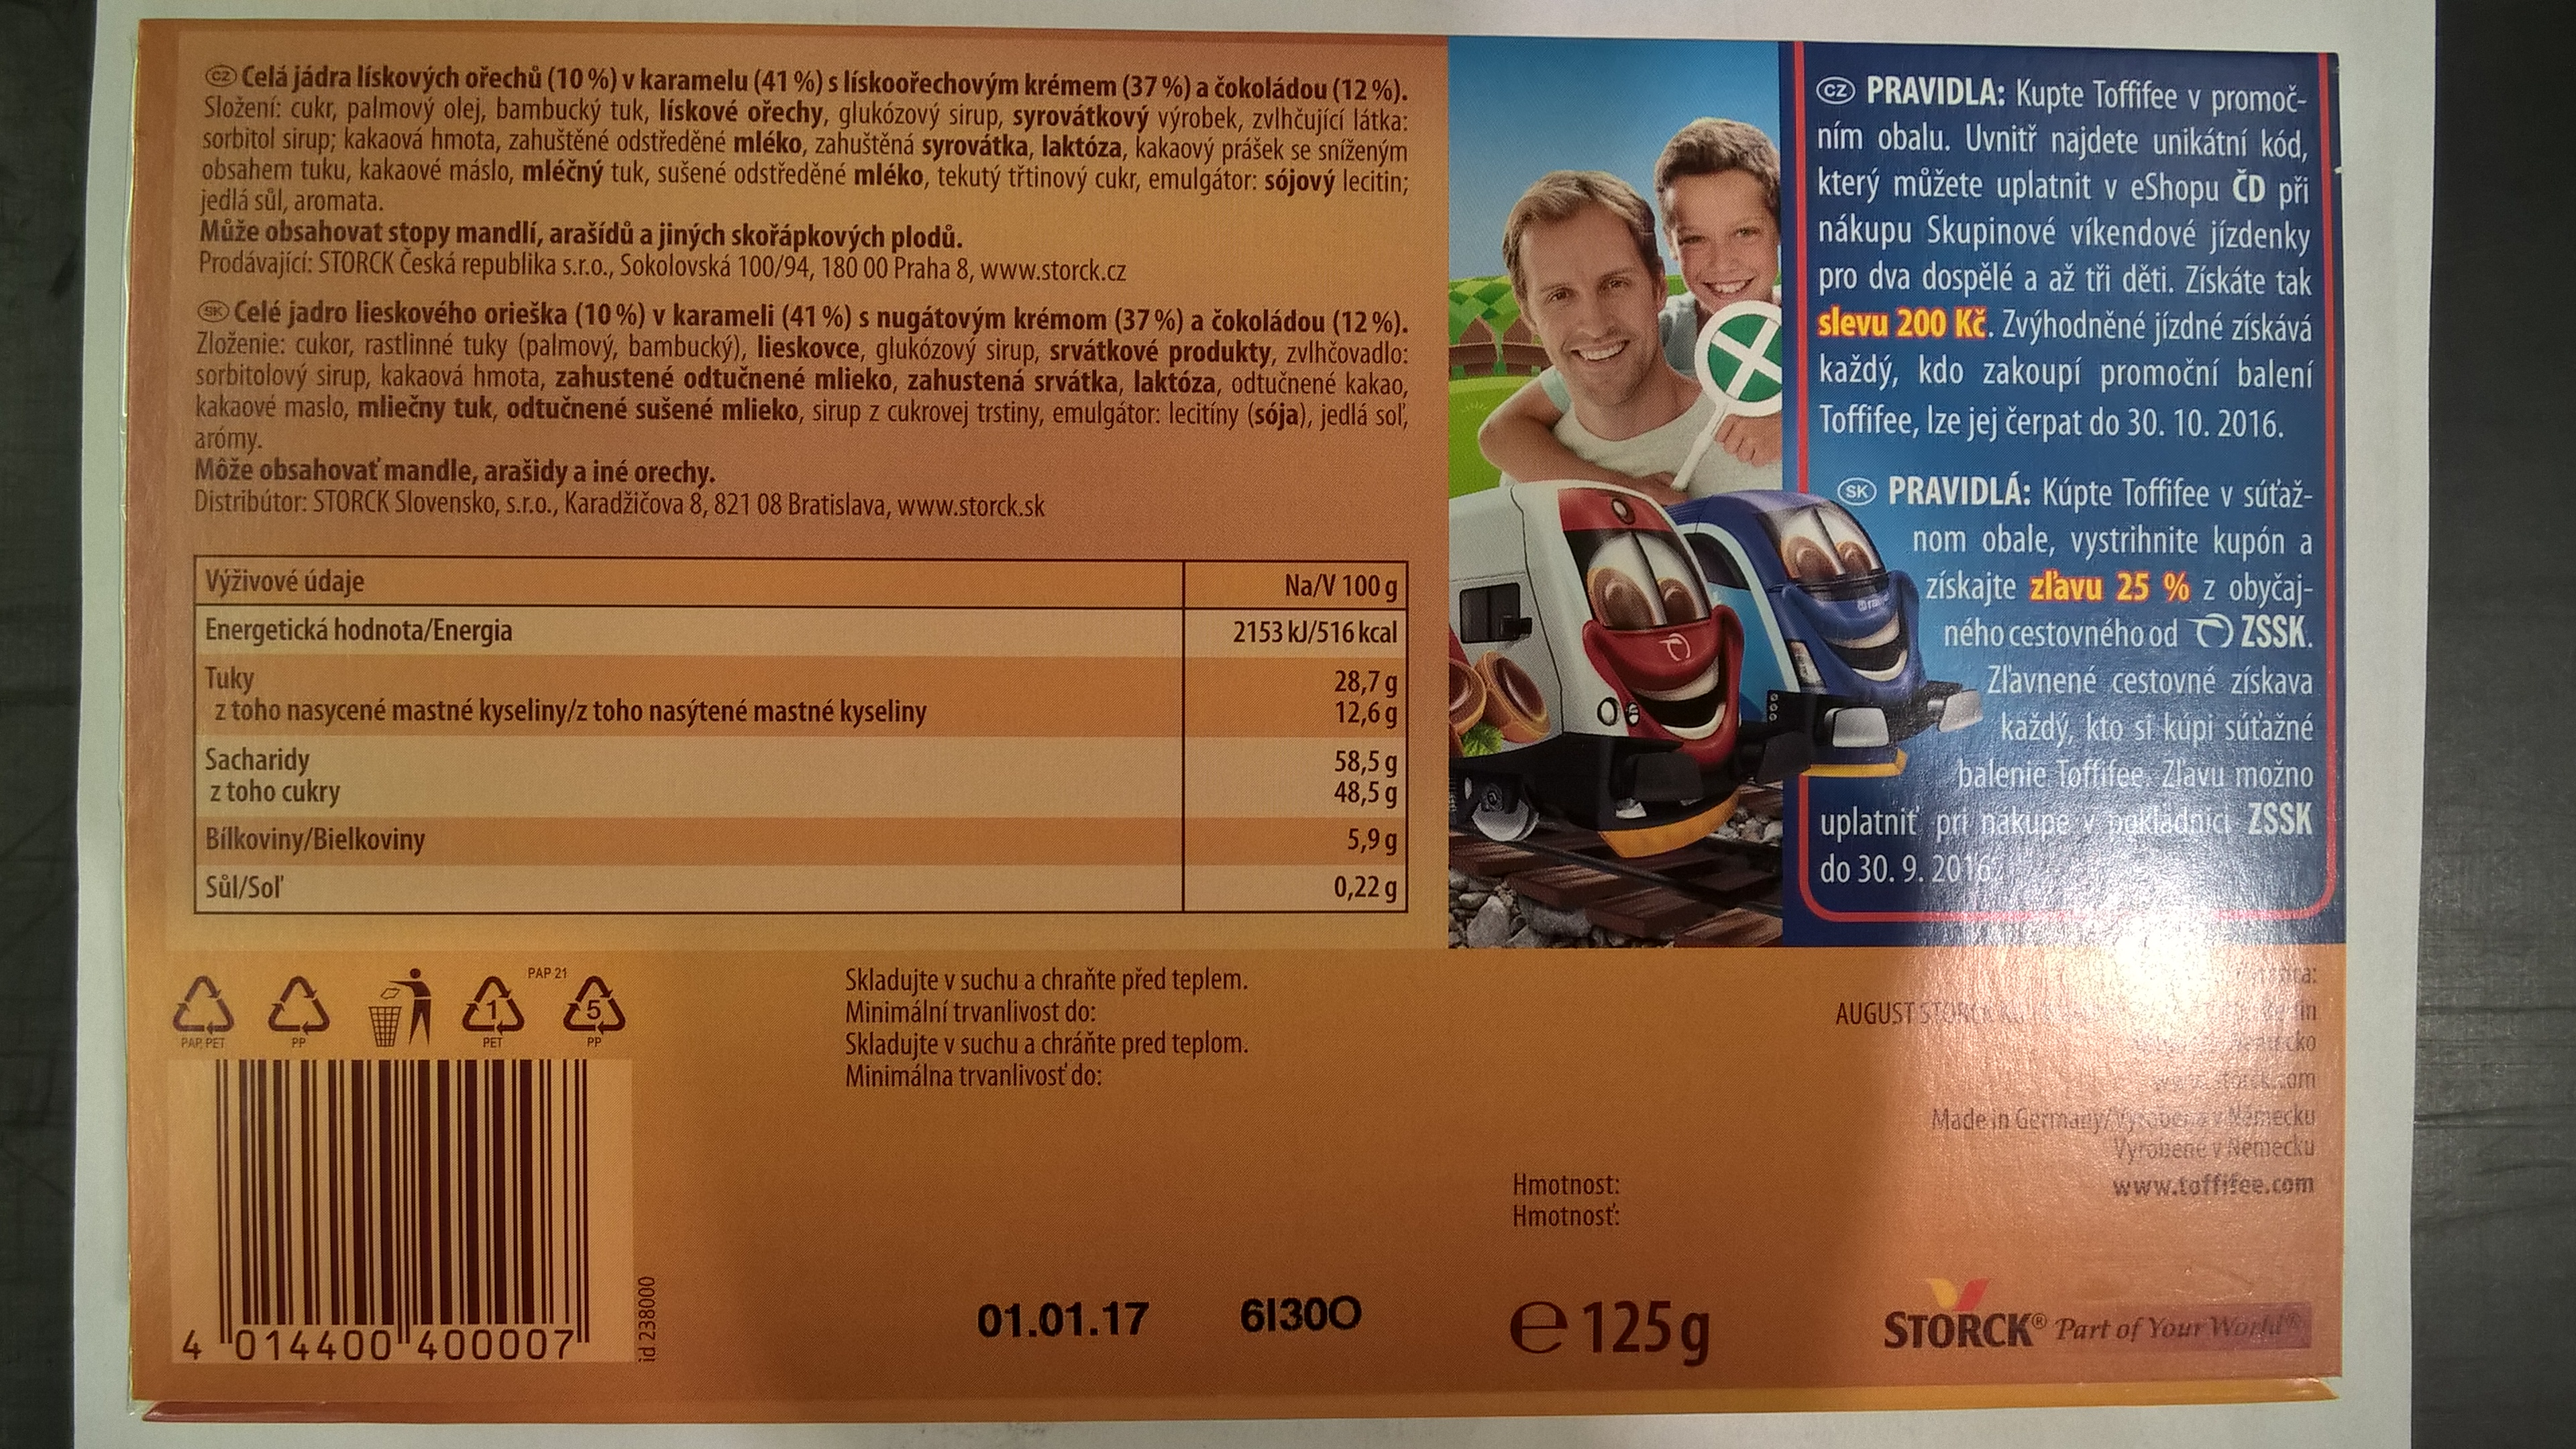 CZ Celá jádra lískových ořechů (10 %) v karamelu (41 %) s lískoořechovým krémem (37 %) a čokoládou (12 %).
Složení: cukr, palmový olej, bambucký tuk, lískové ořechy, glukózový sirup, syrovátkový výrobek, zvlhčující látka:
sorbitol sirup; kakaová hmota, zahuštěné odstředěné mléko, zahuštěná syrovátka, laktóza, kakaový prášek se sníženým
obsahem tuku, kakaové máslo, mléčný tuk, sušené odstředěné mléko, tekutý třtinový cukr, emulgátor: sójový lecitin;
jedlá sůl, aromata.
Může obsahovat stopy mandlí, arašídů a jiných skořápkových plodů.
Prodávající: STORCK Česká republika s.r.o., Sokolovská 100/94, 180 00 Praha 8, www.storck.cz
SK Celé jadro lieskového orieška (10 %) v karameli (41 %) s nugátovým krémom (37 %) a čokoládou (12 %).
Zloženie: cukor, rastlinné tuky (palmový, bambucký), lieskovce, glukózový sirup, srvátkové produkty, zvlhčovadlo:
sorbitolový sirup, kakaová hmota, zahustené odtučnené mlieko, zahustená srvátka, laktóza, odtučnené kakao,
kakaové maslo, mliečny tuk, odtučnené sušené mlieko, sirup z cukrovej trstiny, emulgátor: lecitíny (sója), jedlá soľ,
arómy.
Môže obsahovať mandle, arašidy a iné orechy.
Distribútor: STORCK Slovensko, s.r.o., Karadžičova 8, 821 08 Bratislava, www.storck.sk
Výživové údaje Na/V 100 g
Energetická hodnota/Energia 2153 kJ/516 kcal
Tuky 28,7 g
z toho nasycené mastné kyseliny/z toho nasýtené mastné kyseliny 12,6 g
Sacharidy 58,5 g
z toho cukry 48,5 g
Bílkoviny/Bielkoviny 5,9 g
Sůl/Soľ 0,22 g
CZ PRAVIDLA: Kupte Toffifee v promoč-
ním obalu. Uvnitř najdete unikátní kód,
který můžete uplatnit v eShopu ČD při
nákupu Skupinové víkendové jízdenky
pro dva dospělé a až tři děti. Získáte tak
slevu 200 Kč. Zvýhodněné jízdné získává
každý, kdo zakoupí promoční balení
Toffifee, lze jej čerpat do 30. 10. 2016.
SK PRAVIDLÁ: Kúpte Toffifee v súťaž-
nom obale, vystrihnite kupón a
získajte zľavu 25 % z obyčaj-
ného cestovného od ZSSK.
Zľavnené cestovné získava
každý, kto si kúpi súťažné
balenie Toffifee. Zľavu možno
uplatniť pri nákupe v pokladnici ZSSK
do 30. 9. 2016.
PAP 21
1 5
PAP, PET PP PET PP
Skladujte v suchu a chraňte před teplem.
Minimální trvanlivost do:
Skladujte v suchu a chráňte pred teplom.
Minimálna trvanlivosť do:
AUGUST STORCK
Made in Germany/Vyrobeno v Německu
Vyrobené v Nemecku
www.toffifee.com
Hmotnost:
Hmotnosť:
4 014400 400007
id 238000
01.01.17 6I30O
e 125 g
STORCK® Part of Your World®